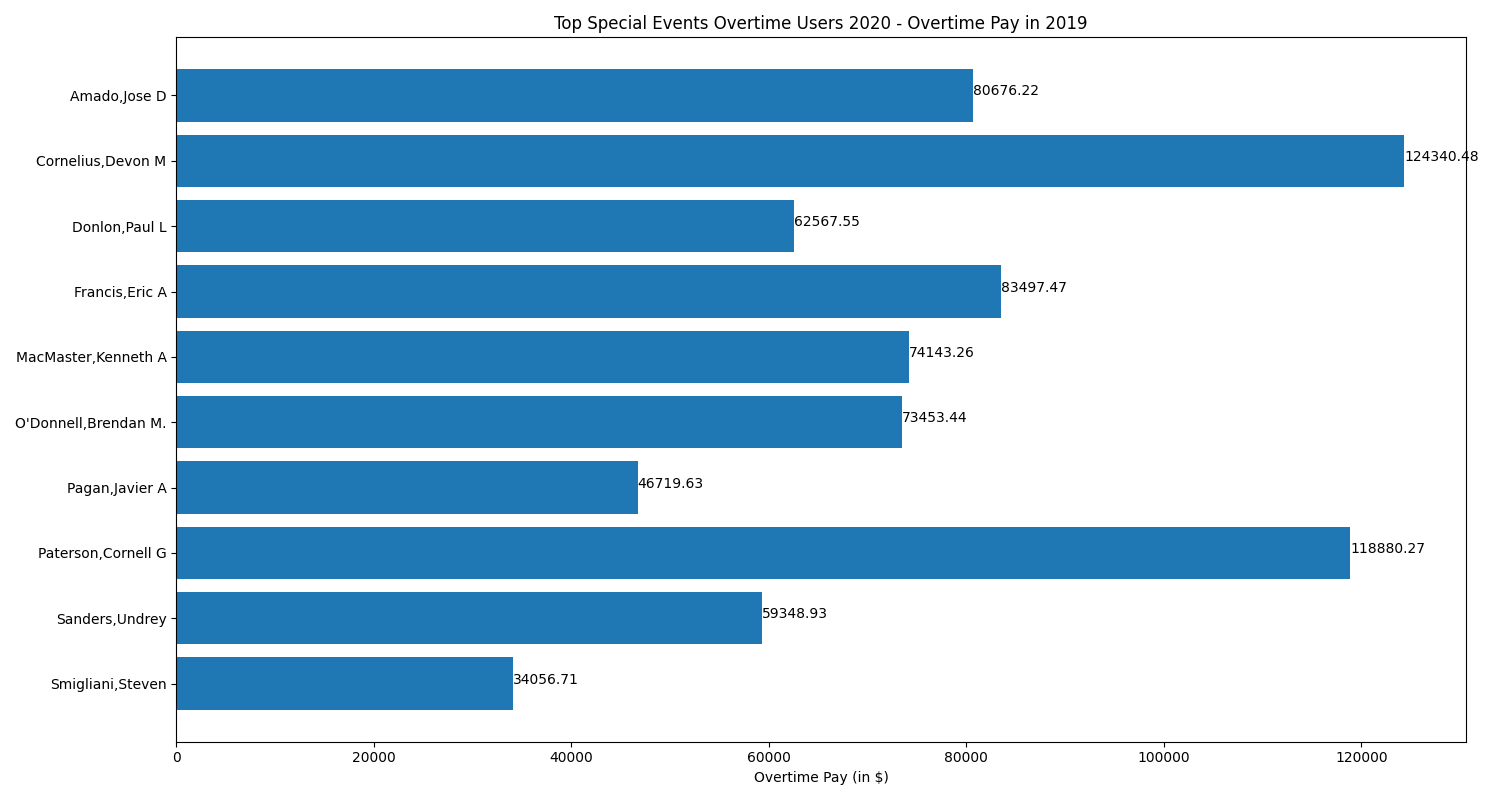 Top Special Events Overtime Users 2020 - Overtime Pay in 2019
Amado,Jose D 80676.22
Cornelius,Devon M 124340.48
Donlon,Paul L 62567.55
Francis,Eric A 83497.47
MacMaster,Kenneth A 74143.26
O'Donnell,Brendan M. 73453.44
Pagan,Javier A 46719.63
Paterson,Cornell G 118880.27
Sanders,Undrey 59348.93
Smigliani,Steven 34056.71
0 20000 40000 60000 80000 100000 120000
Overtime Pay (in $)